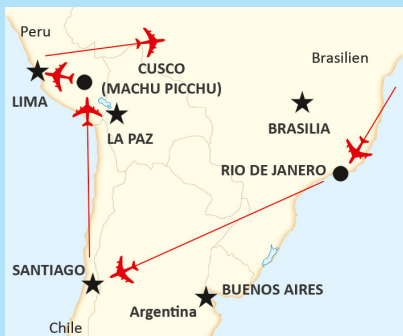 Peru
Brasilien
CUSCO
(MACHU PICCHU)
LIMA
LA PAZ
BRASILIA
RIO DE JANERO
SANTIAGO
BUENOS AIRES
Argentina
Chile